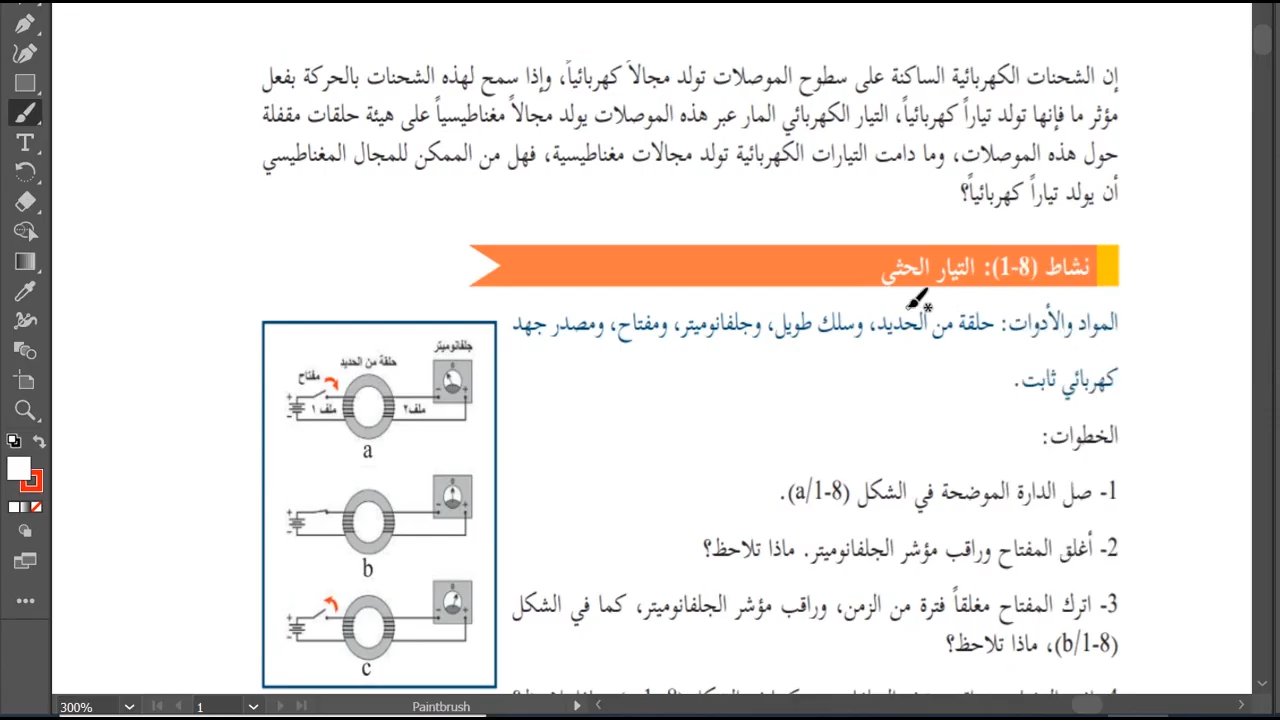 إن الشحنات الكهربائية الساكنة على سطوح الموصلات تولد مجالاً كهربائياً، وإذا سمح لهذه الشحنات بالحركة بفعل
مؤثر ما فإنها تولد تياراً كهربائياً، التيار الكهربائي المار عبر هذه الموصلات يولد مجالاً مغناطيسياً على هيئة حلقات مقفلة
حول هذه الموصلات، وما دامت التيارات الكهربائية تولد مجالات مغناطيسية، فهل من الممكن للمجال المغناطيسي
أن يولد تياراً كهربائياً؟
نشاط (8-1): التيار الحثي
المواد والأدوات: حلقة من الحديد، وسلك طويل، وجلفانوميتر، ومفتاح، ومصدر جهد
كهربائي ثابت.
الخطوات:
1- صل الدارة الموضحة في الشكل (8-1/a).
2- أغلق المفتاح وراقب مؤشر الجلفانوميتر. ماذا تلاحظ؟
3- اترك المفتاح مغلقاً فترة من الزمن، وراقب مؤشر الجلفانوميتر، كما في الشكل
(8-1/b)، ماذا تلاحظ؟
جلفانوميتر
حلقة من الحديد
مفتاح
ملف ١
ملف٢
a
b
c
300%
1
Paintbrush